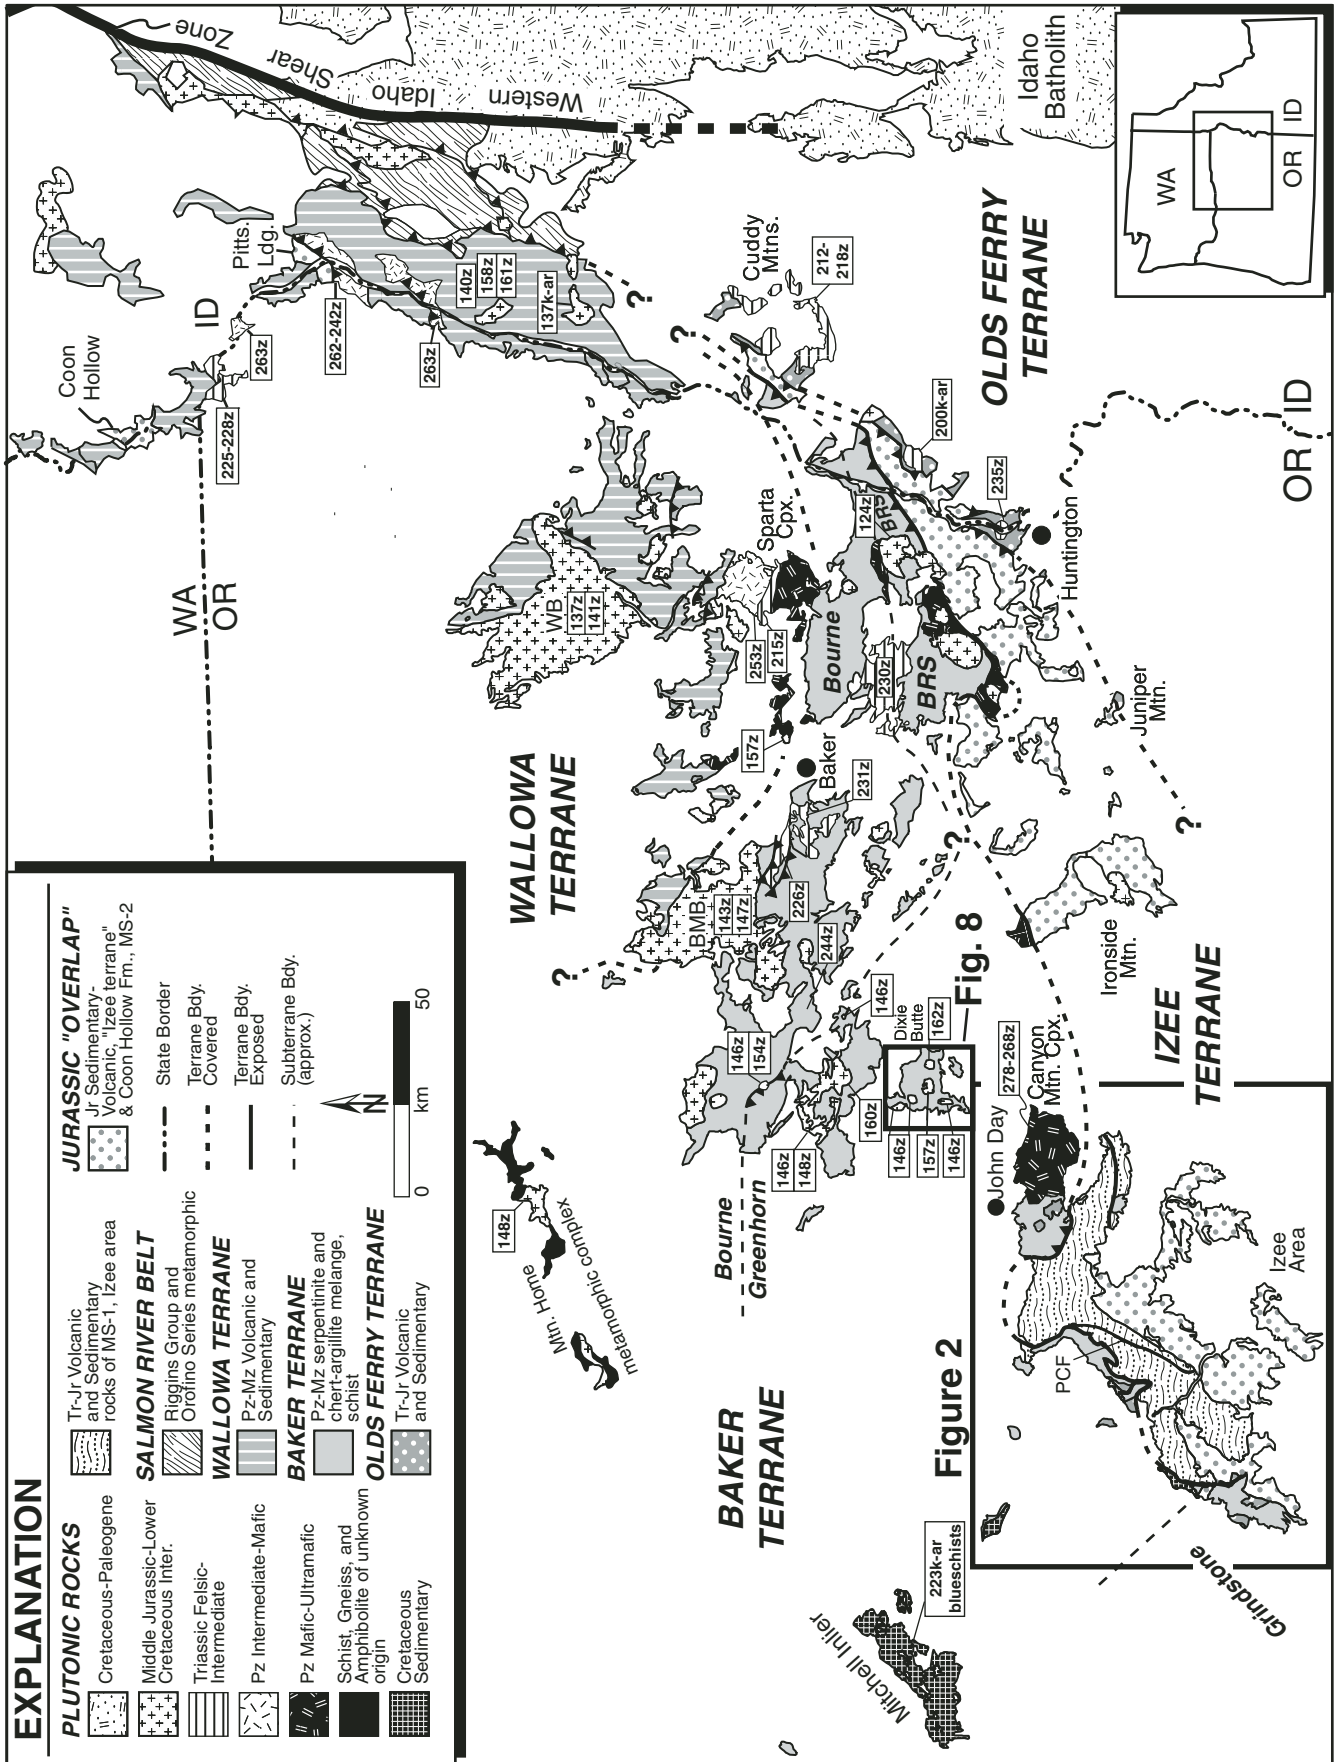 EXPLANATION
PLUTONIC ROCKS
Cretaceous-Paleogene
Middle Jurassic-Lower
Cretaceous Inter.
Triassic Felsic-
Intermediate
Pz Intermediate-Mafic
Pz Mafic-Ultramafic
Schist, Gneiss, and
Amphibolite of unknown
origin
Cretaceous
Sedimentary
Tr-Jr Volcanic
and Sedimentary
rocks of MS-1, Izee area
SALMON RIVER BELT
Riggins Group and
Orofino Series metamorphic
WALLOWA TERRANE
Pz-Mz Volcanic and
Sedimentary
BAKER TERRANE
Pz-Mz serpentinite and
chert-argillite melange,
schist
OLDS FERRY TERRANE
Tr-Jr Volcanic
and Sedimentary
JURASSIC "OVERLAP"
Jr Sedimentary-
Volcanic, "Izee terrane"
& Coon Hollow Fm., MS-2
State Border
Terrane Bdy.
Covered
Terrane Bdy.
Exposed
Subterrane Bdy.
(approx.)
N
0
km
50
WA
OR
Coon
Hollow
225-228z
ID
263z
Pitts.
Ldg.
262-242z
263z
140z
158z
161z
137k-ar
Western
Idaho
Shear
Zone
Idaho
Batholith
WA
OR
ID
?
?
Cuddy
Mtns.
212-
218z
OLDS FERRY
TERRANE
200k-ar
235z
Huntington
OR
ID
WALLOWA
TERRANE
WB
137z
141z
Sparta
Cpx.
253z
215z
124z
BRS
Bourne
230z
BRS
157z
Baker
231z
Juniper
Mtn.
?
?
?
BMB
143z
147z
226z
244z
146z
154z
146z
Dixie
Butte
162z
Fig. 8
Ironside
Mtn.
IZEE
TERRANE
278-268z
Canyon
Mtn. Cpx.
John Day
160z
146z
148z
146z
157z
146z
Bourne
Greenhorn
148z
Mtn. Home
metamorphic complex
BAKER
TERRANE
Figure 2
PCF
Izee
Area
Grindstone
Mitchell Inlier
223k-ar
blueschists